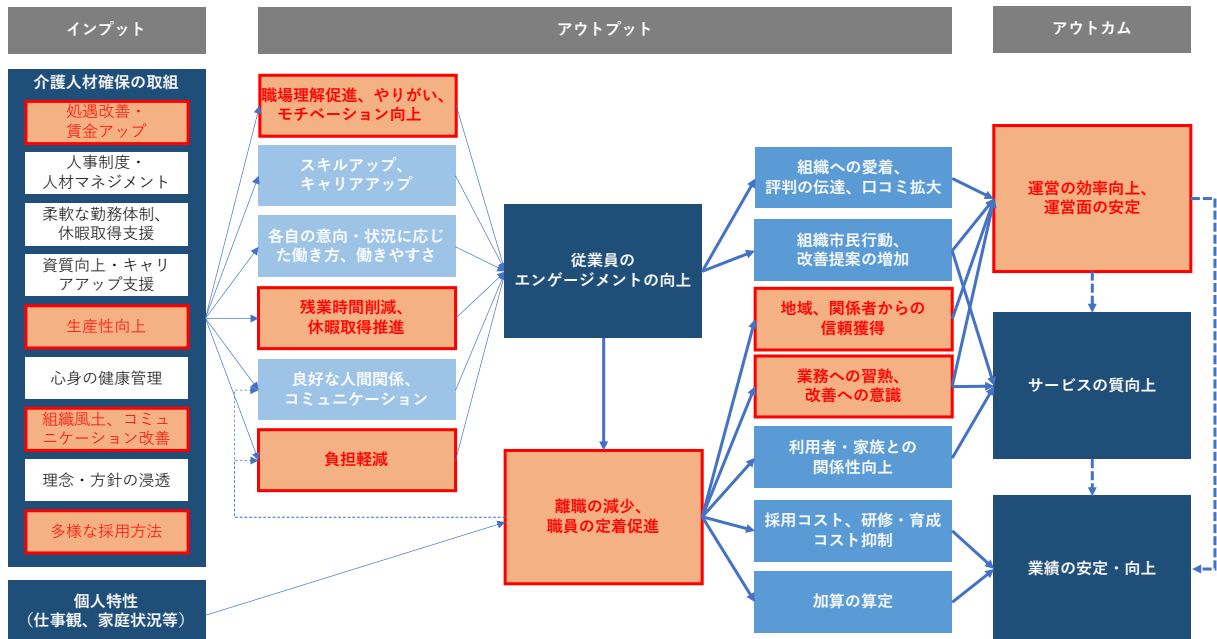 インプット
アウトプット
アウトカム
介護人材確保の取組
処遇改善・
賃金アップ
人事制度・
人材マネジメント
柔軟な勤務体制、
休暇取得支援
資質向上・キャリ
アアップ支援
生産性向上
心身の健康管理
組織風土、コミュ
ニケーション改善
理念・方針の浸透
多様な採用方法
個人特性
（仕事観、家庭状況等）
職場理解促進、やりがい、
モチベーション向上
スキルアップ、
キャリアアップ
各自の意向・状況に応じ
た働き方、働きやすさ
残業時間削減、
休暇取得推進
良好な人間関係、
コミュニケーション
負担軽減
従業員の
エンゲージメントの向上
離職の減少、
職員の定着促進
組織への愛着、
評判の伝達、口コミ拡大
組織市民行動、
改善提案の増加
地域、関係者からの
信頼獲得
業務への習熟、
改善への意識
利用者・家族との
関係性向上
採用コスト、研修・育成
コスト抑制
加算の算定
運営の効率向上、
運営面の安定
サービスの質向上
業績の安定・向上